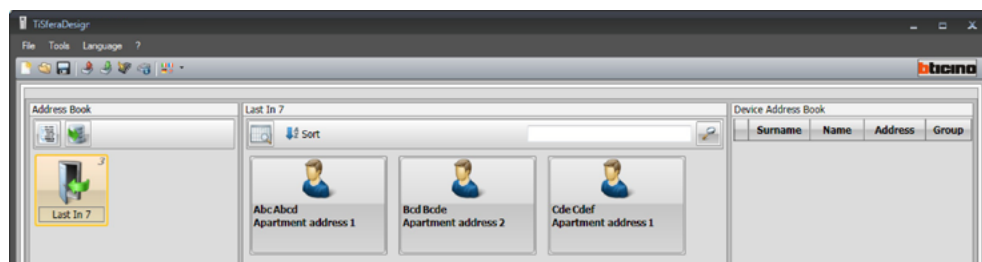 TiSferaDesign
File Tools Language ?
bticino
Address Book
Last In 7
Device Address Book
Sort
Surname Name Address Group
3
Last In 7
Abc Abcd
Apartment address 1
Bcd Bcde
Apartment address 2
Cde Cdef
Apartment address 1